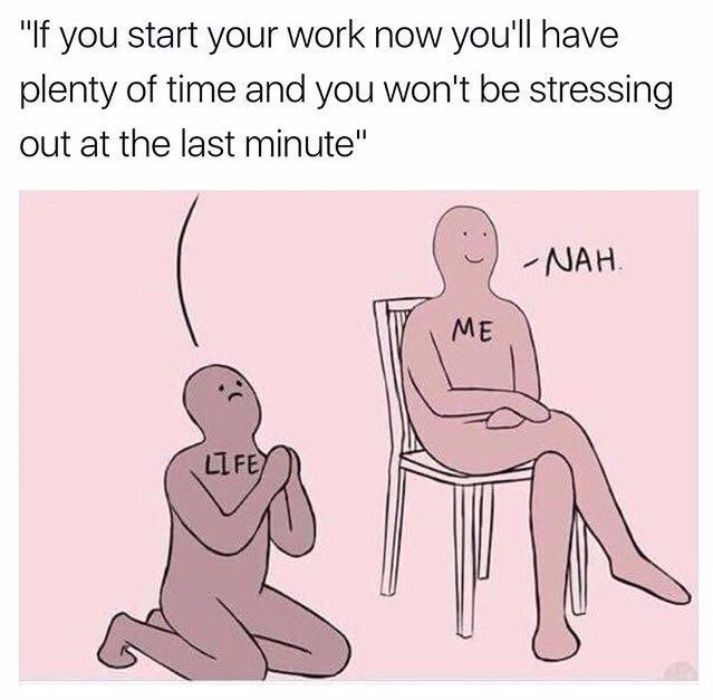 "If you start your work now you'll have
plenty of time and you won't be stressing
out at the last minute"
-NAH.
ME
LIFE